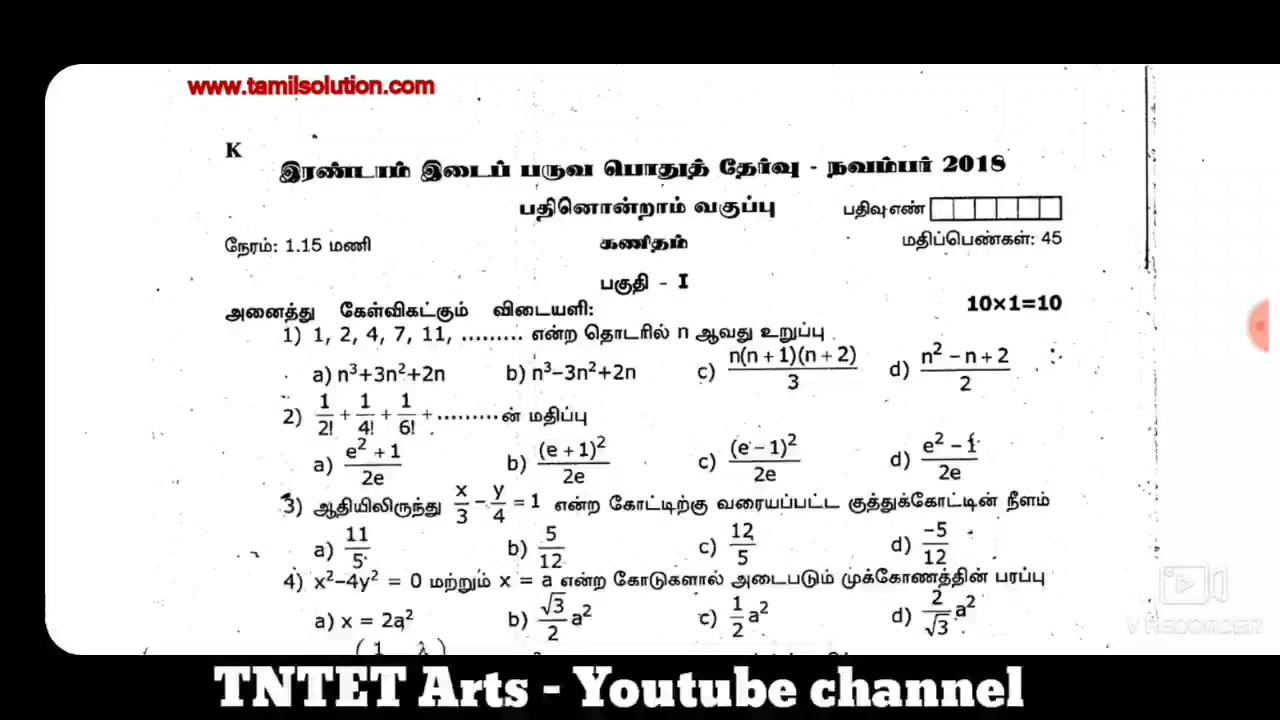 www.tamilsolution.com
K
இரண்டாம் இடைப் பருவ பொதுத் தேர்வு - நவம்பர் 2018
பதினொன்றாம் வகுப்பு
பதிவு எண்
நேரம்: 1.15 மணி
கணிதம்
மதிப்பெண்கள்: 45
பகுதி - I
அனைத்து கேள்விகட்கும் விடையளி: 10×1=10
1) 1, 2, 4, 7, 11, ......... என்ற தொடரில் n ஆவது உறுப்பு
a) n³+3n²+2n b) n³–3n²+2n c) n(n + 1)(n + 2)/3 d) n² – n + 2/2
2) 1/2! + 1/4! + 1/6! + .........ன் மதிப்பு
a) e² + 1/2e b) (e + 1)²/2e c) (e – 1)²/2e d) e² – 1/2e
3) ஆதியிலிருந்து x/3 – y/4 = 1 என்ற கோட்டிற்கு வரையப்பட்ட குத்துக்கோட்டின் நீளம்
a) 11/5 b) 5/12 c) 12/5 d) –5/12
4) x²–4y² = 0 மற்றும் x = a என்ற கோடுகளால் அடைபடும் முக்கோணத்தின் பரப்பு
a) x = 2a² b) √3/2 a² c) 1/2 a² d) 2/√3 a²
V RECORDER
TNTET Arts - Youtube channel